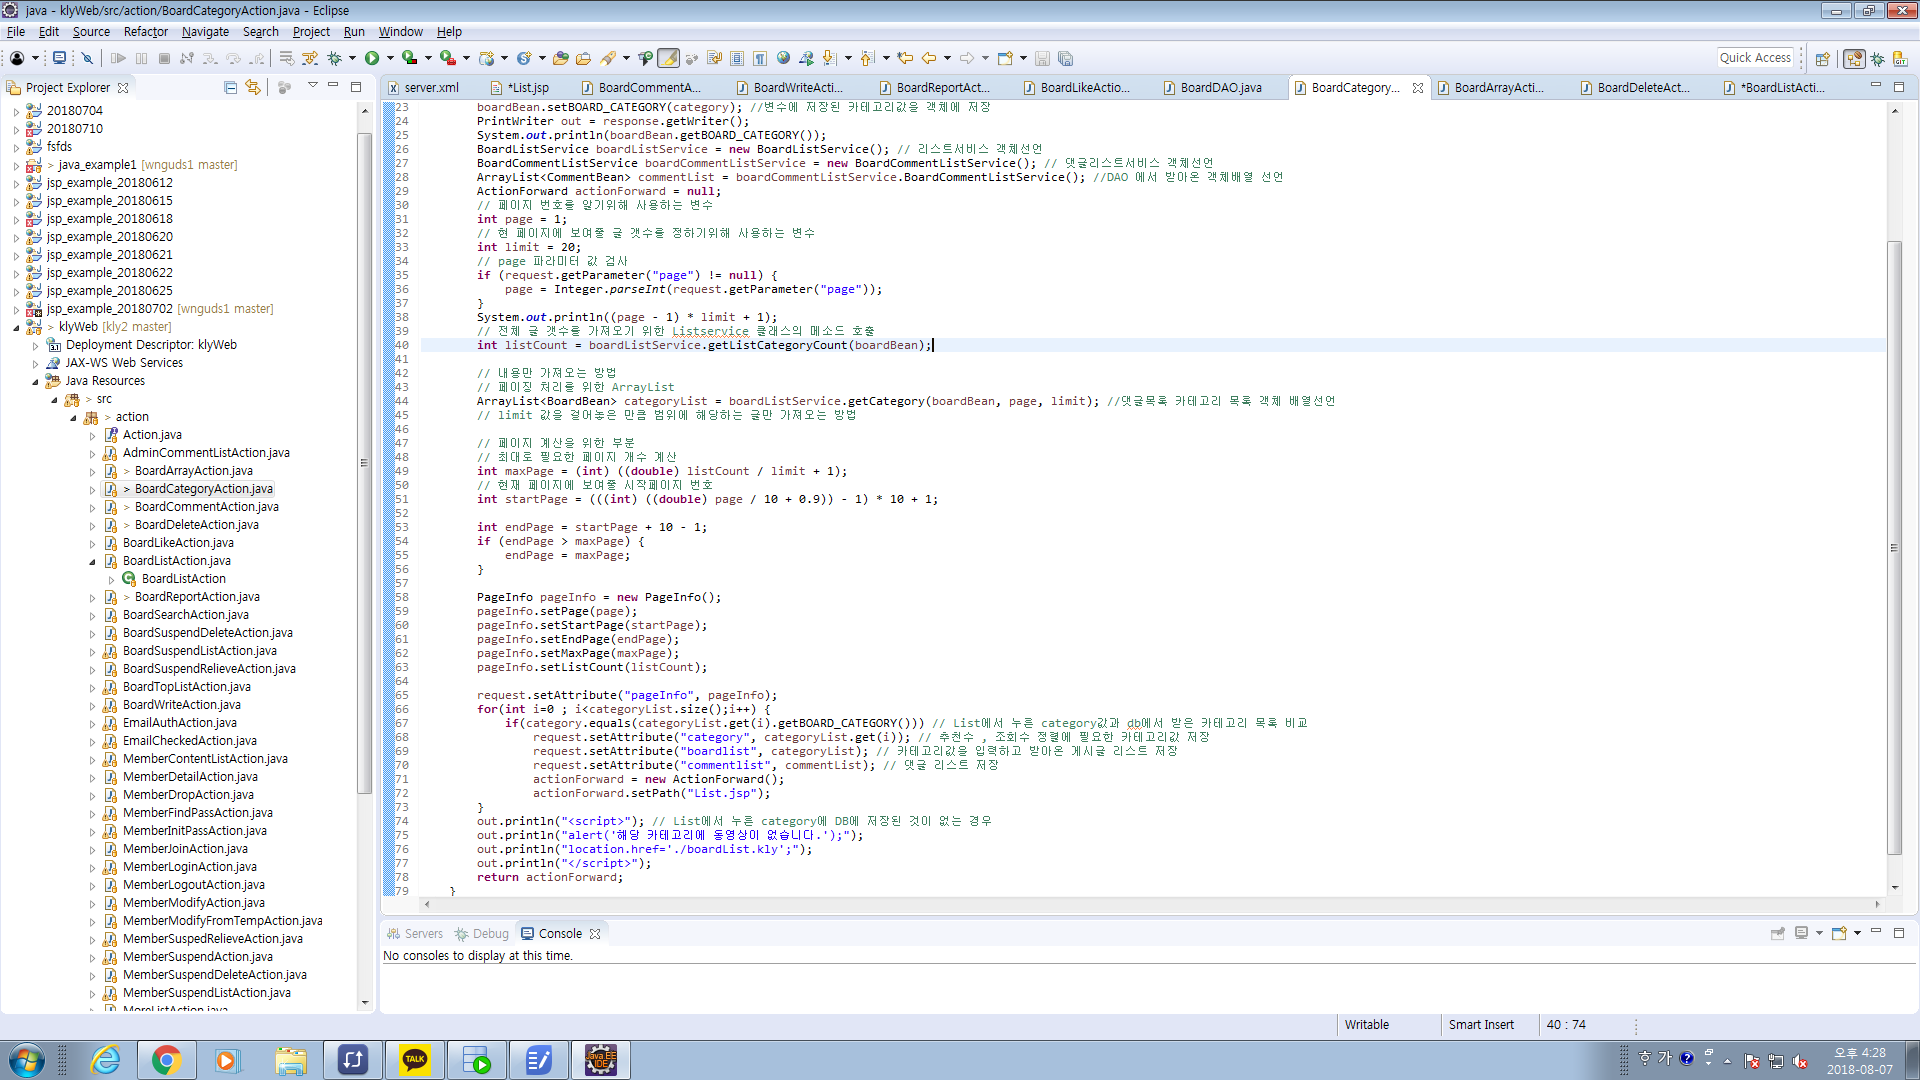 java - klyWeb/src/action/BoardCategoryAction.java - Eclipse
File Edit Source Refactor Navigate Search Project Run Window Help
Quick Access
Project Explorer
server.xml *List.jsp BoardCommentA... BoardWriteActi... BoardReportAct... BoardLikeActio... BoardDAO.java BoardCategory... BoardArrayActi... BoardDeleteAct... *BoardListActi...
20180704
20180710
fsfds
> java_example1 [wnguds1 master]
jsp_example_20180612
jsp_example_20180615
jsp_example_20180618
jsp_example_20180620
jsp_example_20180621
jsp_example_20180622
jsp_example_20180625
jsp_example_20180702 [wnguds1 master]
> klyWeb [kly2 master]
Deployment Descriptor: klyWeb
JAX-WS Web Services
Java Resources
> src
> action
Action.java
AdminCommentListAction.java
> BoardArrayAction.java
> BoardCategoryAction.java
> BoardCommentAction.java
> BoardDeleteAction.java
BoardLikeAction.java
BoardListAction.java
BoardListAction
> BoardReportAction.java
BoardSearchAction.java
BoardSuspendDeleteAction.java
BoardSuspendListAction.java
BoardSuspendRelieveAction.java
BoardTopListAction.java
BoardWriteAction.java
EmailAuthAction.java
EmailCheckedAction.java
MemberContentListAction.java
MemberDetailAction.java
MemberDropAction.java
MemberFindPassAction.java
MemberInitPassAction.java
MemberJoinAction.java
MemberLoginAction.java
MemberLogoutAction.java
MemberModifyAction.java
MemberModifyFromTempAction.java
MemberSuspedRelieveAction.java
MemberSuspendAction.java
MemberSuspendDeleteAction.java
MemberSuspendListAction.java
MoreListAction.java
23 boardBean.setBOARD_CATEGORY(category); //변수에 저장된 카테고리값을 객체에 저장
24 PrintWriter out = response.getWriter();
25 System.out.println(boardBean.getBOARD_CATEGORY());
26 BoardListService boardListService = new BoardListService(); // 리스트서비스 객체선언
27 BoardCommentListService boardCommentListService = new BoardCommentListService(); // 댓글리스트서비스 객체선언
28 ArrayList<CommentBean> commentList = boardCommentListService.BoardCommentListService(); //DAO 에서 받아온 객체배열 선언
29 ActionForward actionForward = null;
30 // 페이지 번호를 알기위해 사용하는 변수
31 int page = 1;
32 // 현 페이지에 보여줄 글 갯수를 정하기위해 사용하는 변수
33 int limit = 20;
34 // page 파라미터 값 검사
35 if (request.getParameter("page") != null) {
36 page = Integer.parseInt(request.getParameter("page"));
37 }
38 System.out.println((page - 1) * limit + 1);
39 // 전체 글 갯수를 가져오기 위한 Listservice 클래스의 메소드 호출
40 int listCount = boardListService.getListCategoryCount(boardBean);
41
42 // 내용만 가져오는 방법
43 // 페이징 처리를 위한 ArrayList
44 ArrayList<BoardBean> categoryList = boardListService.getCategory(boardBean, page, limit); //댓글목록 카테고리 목록 객체 배열선언
45 // limit 값을 걸어놓은 만큼 범위에 해당하는 글만 가져오는 방법
46
47 // 페이지 계산을 위한 부분
48 // 최대로 필요한 페이지 개수 계산
49 int maxPage = (int) ((double) listCount / limit + 1);
50 // 현재 페이지에 보여줄 시작페이지 번호
51 int startPage = (((int) ((double) page / 10 + 0.9)) - 1) * 10 + 1;
52
53 int endPage = startPage + 10 - 1;
54 if (endPage > maxPage) {
55 endPage = maxPage;
56 }
57
58 PageInfo pageInfo = new PageInfo();
59 pageInfo.setPage(page);
60 pageInfo.setStartPage(startPage);
61 pageInfo.setEndPage(endPage);
62 pageInfo.setMaxPage(maxPage);
63 pageInfo.setListCount(listCount);
64
65 request.setAttribute("pageInfo", pageInfo);
66 for(int i=0 ; i<categoryList.size();i++) {
67 if(category.equals(categoryList.get(i).getBOARD_CATEGORY())) // List에서 누른 category값과 db에서 받은 카테고리 목록 비교
68 request.setAttribute("category", categoryList.get(i)); // 추천수 , 조회수 정렬에 필요한 카테고리값 저장
69 request.setAttribute("boardlist", categoryList); // 카테고리값을 입력하고 받아온 게시글 리스트 저장
70 request.setAttribute("commentlist", commentList); // 댓글 리스트 저장
71 actionForward = new ActionForward();
72 actionForward.setPath("List.jsp");
73 }
74 out.println("<script>"); // List에서 누른 category에 DB에 저장된 것이 없는 경우
75 out.println("alert('해당 카테고리에 동영상이 없습니다.');");
76 out.println("location.href='./boardList.kly';");
77 out.println("</script>");
78 return actionForward;
79 }
Servers Debug Console
No consoles to display at this time.
Writable Smart Insert 40 : 74
TALK
Java EE
IDE
호 가
오후 4:28
2018-08-07